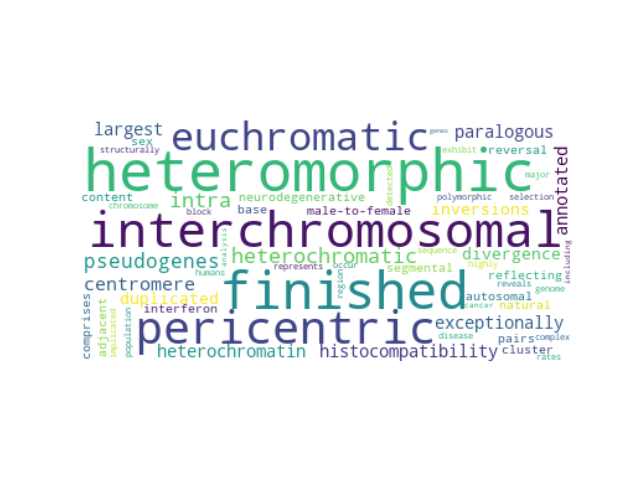 largest
euchromatic
genes
paralogous
sex
structurally
exhibit
reversal
heteromorphic
detected
major
annotated
content
chromosome
intra
neurodegenerative
polymorphic
selection
block
base
male-to-female
inversions
interchromosomal
analysis
pseudogenes
heterochromatic
sequence
divergence
including
humans
represents
occur
segmental
highly
reflecting
centromere
region
reveals
genome
duplicated
finished
autosomal
comprises
adjacent
implicated
population
interferon
cancer
natural
pericentric
exceptionally
disease
pairs
complex
heterochromatin
histocompatibility
cluster
rates